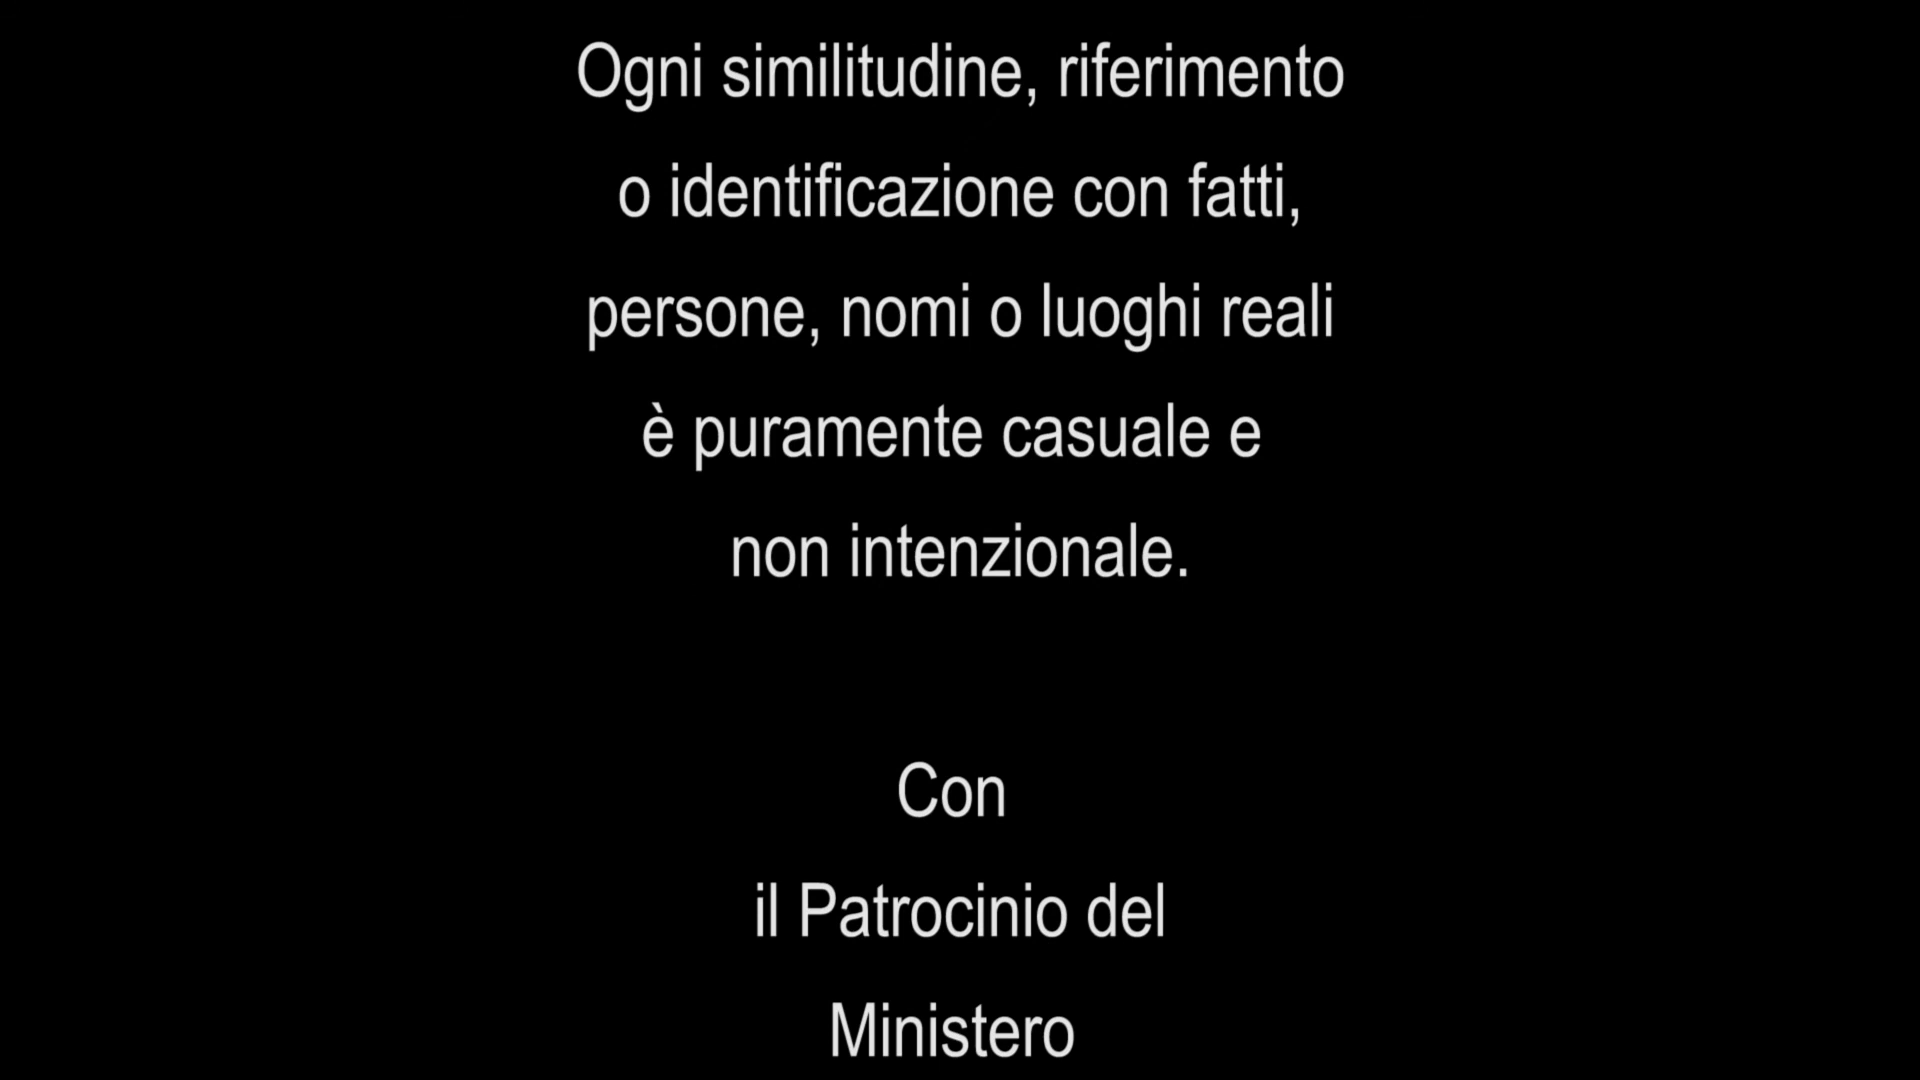 Ogni similitudine, riferimento
o identificazione con fatti,
persone, nomi o luoghi reali
è puramente casuale e
non intenzionale.
Con
il Patrocinio del
Ministero